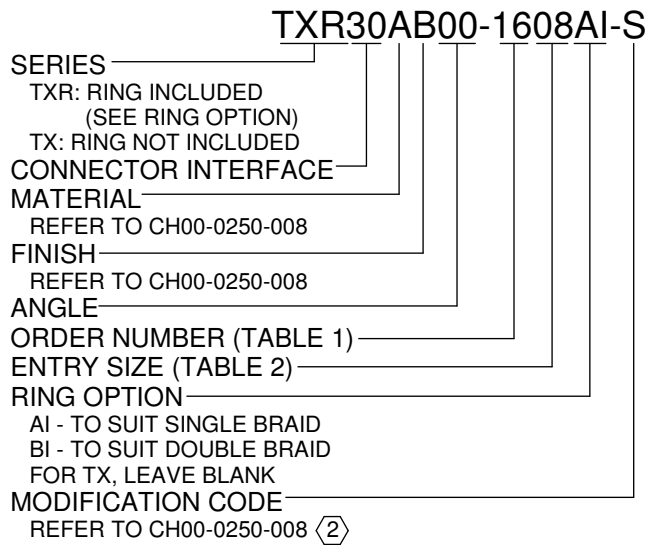 TXR30AB00-1608AI-S
SERIES
TXR: RING INCLUDED
(SEE RING OPTION)
TX: RING NOT INCLUDED
CONNECTOR INTERFACE
MATERIAL
REFER TO CH00-0250-008
FINISH
REFER TO CH00-0250-008
ANGLE
ORDER NUMBER (TABLE 1)
ENTRY SIZE (TABLE 2)
RING OPTION
AI - TO SUIT SINGLE BRAID
BI - TO SUIT DOUBLE BRAID
FOR TX, LEAVE BLANK
MODIFICATION CODE
REFER TO CH00-0250-008 2